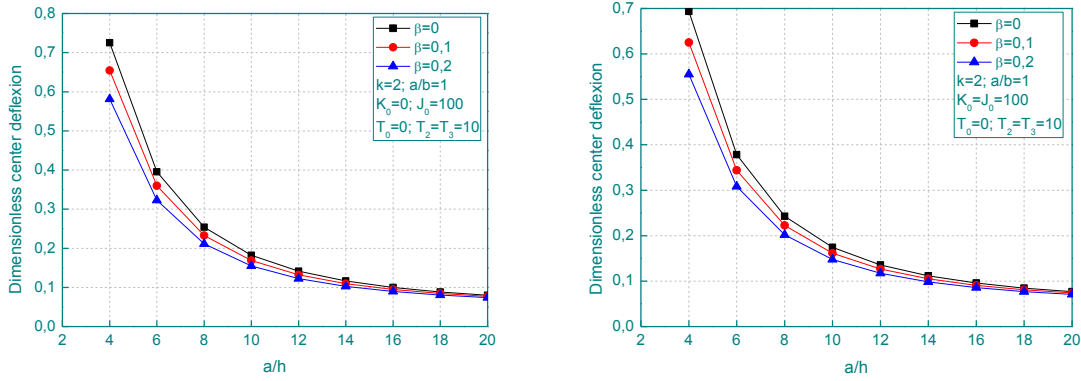 0,8
0,7
0,6
0,5
0,4
0,3
0,2
0,1
0,0
Dimensionless center deflexion
β=0
β=0,1
β=0,2
k=2; a/b=1
K₀=0; J₀=100
T₀=0; T₂=T₃=10
2 4 6 8 10 12 14 16 18 20
a/h
0,7
0,6
0,5
0,4
0,3
0,2
0,1
0,0
Dimensionless center deflexion
β=0
β=0,1
β=0,2
k=2; a/b=1
K₀=J₀=100
T₀=0; T₂=T₃=10
2 4 6 8 10 12 14 16 18 20
a/h